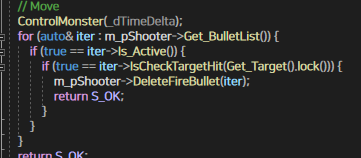 // Move
ControlMonster(_dTimeDelta);
for (auto& iter : m_pShooter->Get_BulletList()) {
if (true == iter->Is_Active()) {
if (true == iter->IsCheckTargetHit(Get_Target().lock())) {
m_pShooter->DeleteFireBullet(iter);
return S_OK;
}
}
}
return S_OK;